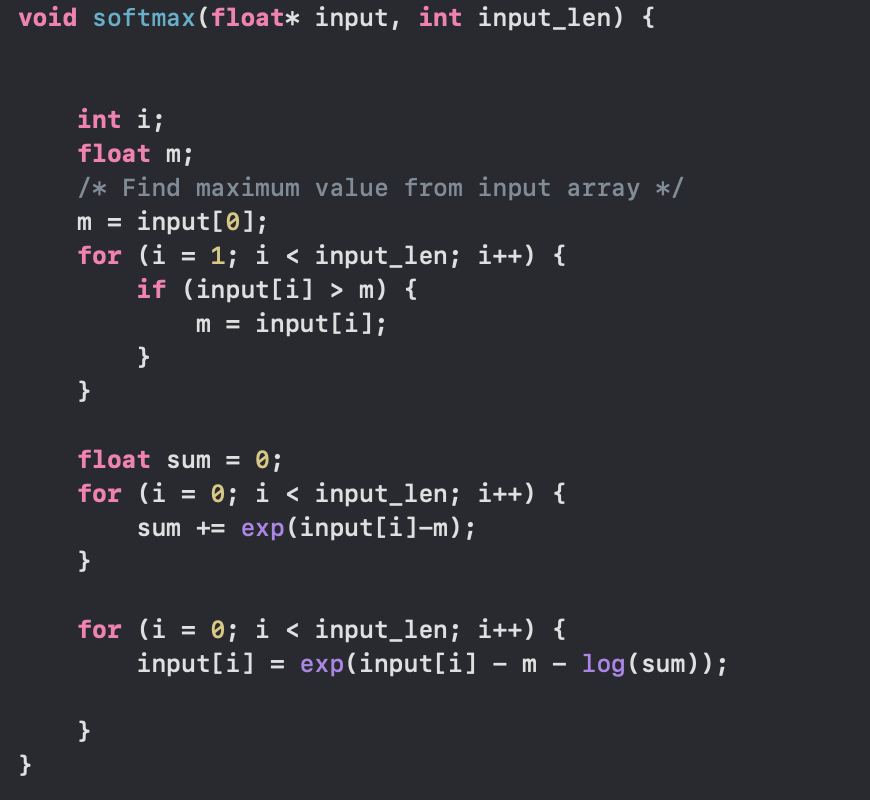 void softmax(float* input, int input_len) {
    int i;
    float m;
    /* Find maximum value from input array */
    m = input[0];
    for (i = 1; i < input_len; i++) {
        if (input[i] > m) {
            m = input[i];
        }
    }
    float sum = 0;
    for (i = 0; i < input_len; i++) {
        sum += exp(input[i]-m);
    }
    for (i = 0; i < input_len; i++) {
        input[i] = exp(input[i] - m - log(sum));
    }
}